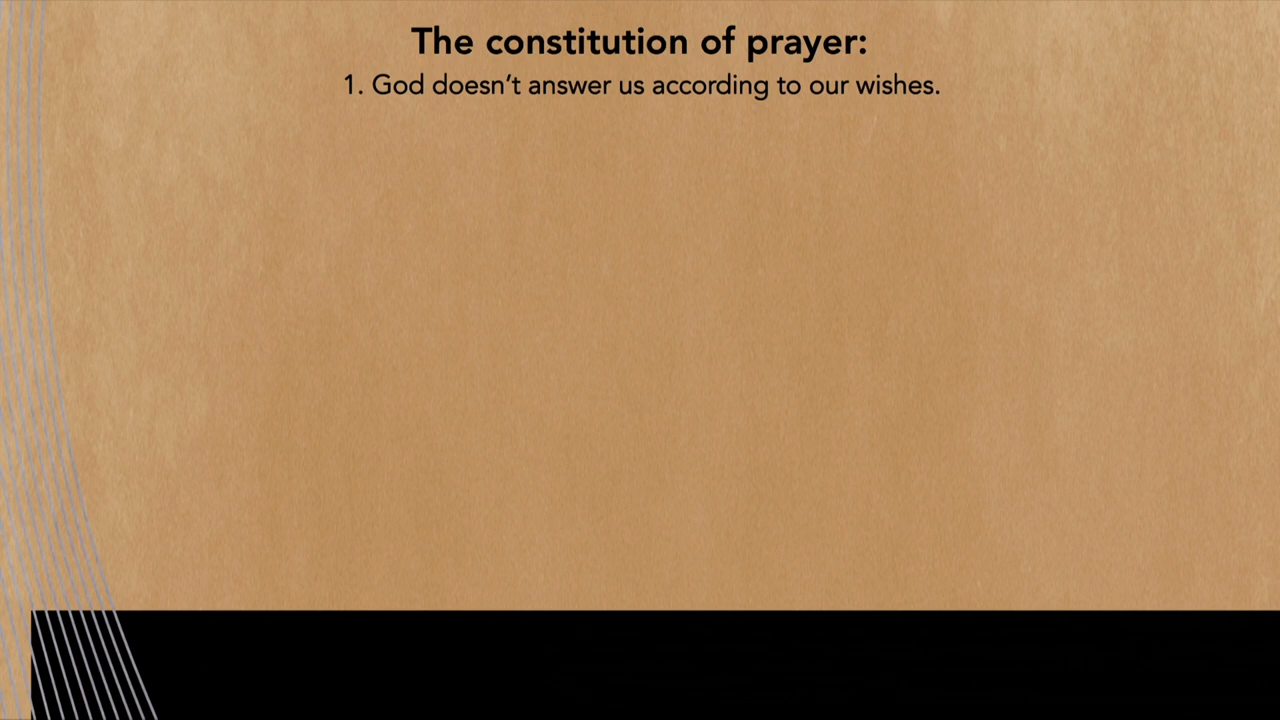 The constitution of prayer:
1. God doesn’t answer us according to our wishes.